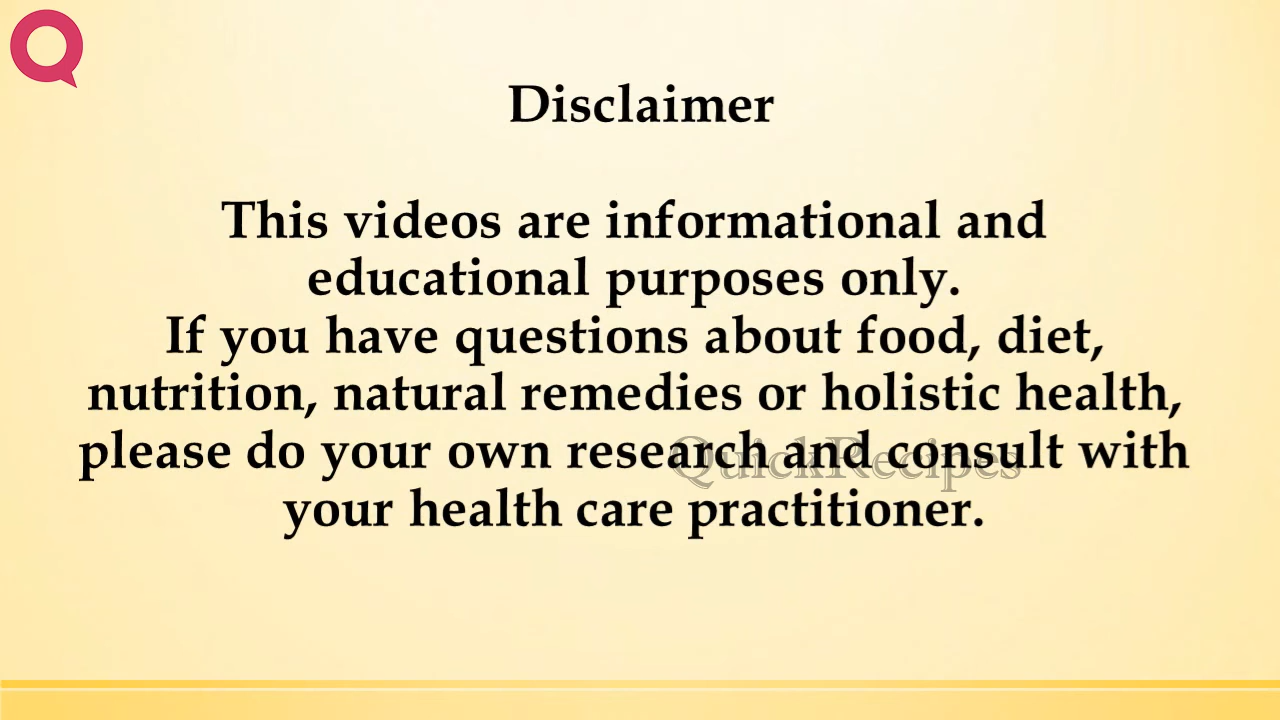 Disclaimer
This videos are informational and
educational purposes only.
If you have questions about food, diet,
nutrition, natural remedies or holistic health,
please do your own research and consult with
your health care practitioner.
QuickRecipes